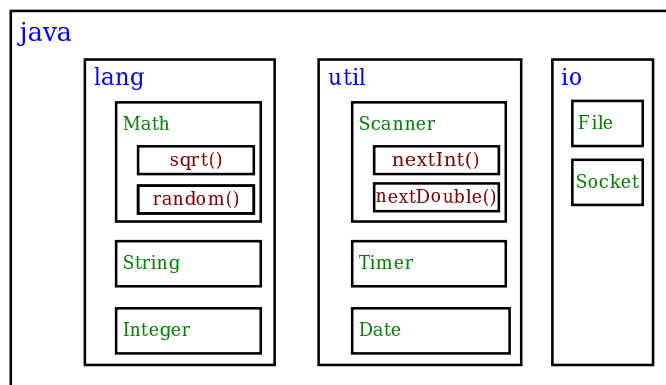 java
lang
Math
sqrt()
random()
String
Integer
util
Scanner
nextInt()
nextDouble()
Timer
Date
io
File
Socket